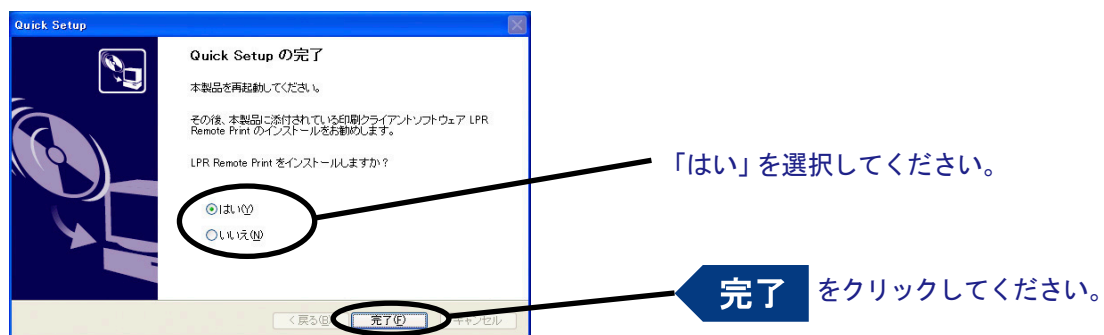 Quick Setup
Quick Setup の完了
本製品を再起動してください。
その後、本製品に添付されている印刷クライアントソフトウェア LPR
Remote Print のインストールをお勧めします。
LPR Remote Print をインストールしますか?
はい(Y)
いいえ(N)
「はい」を選択してください。
< 戻る(B)
完了(F)
キャンセル
完了 をクリックしてください。